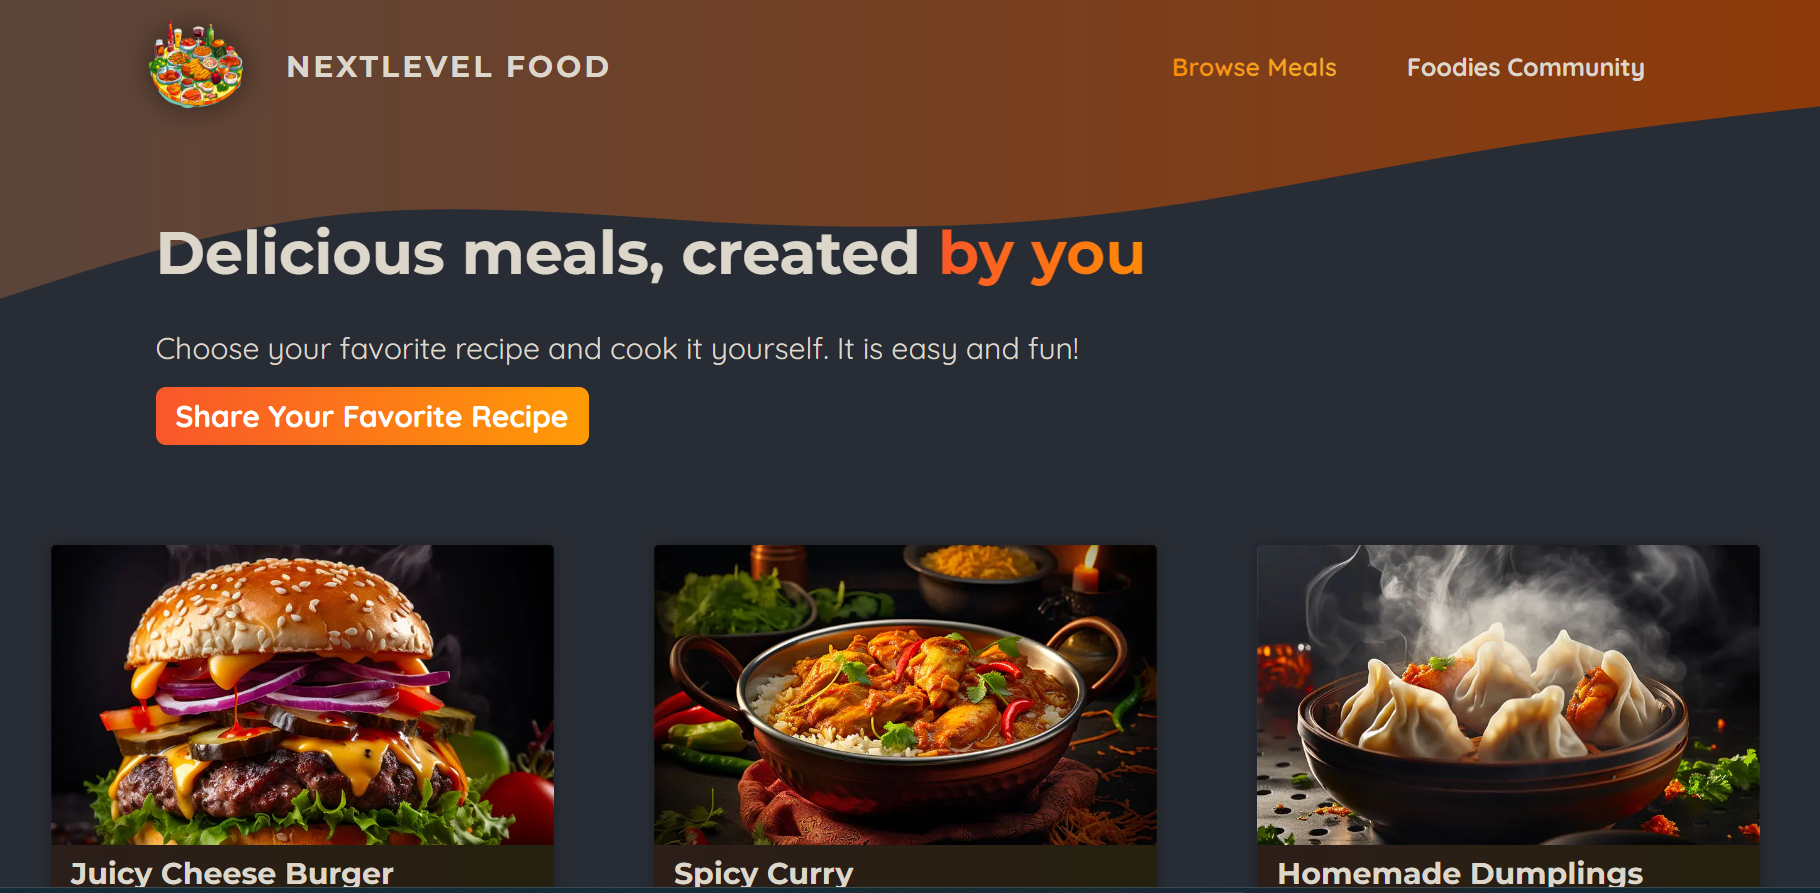 NEXTLEVEL FOOD
Browse Meals
Foodies Community
Delicious meals, created by you
Choose your favorite recipe and cook it yourself. It is easy and fun!
Share Your Favorite Recipe
Juicy Cheese Burger
Spicy Curry
Homemade Dumplings